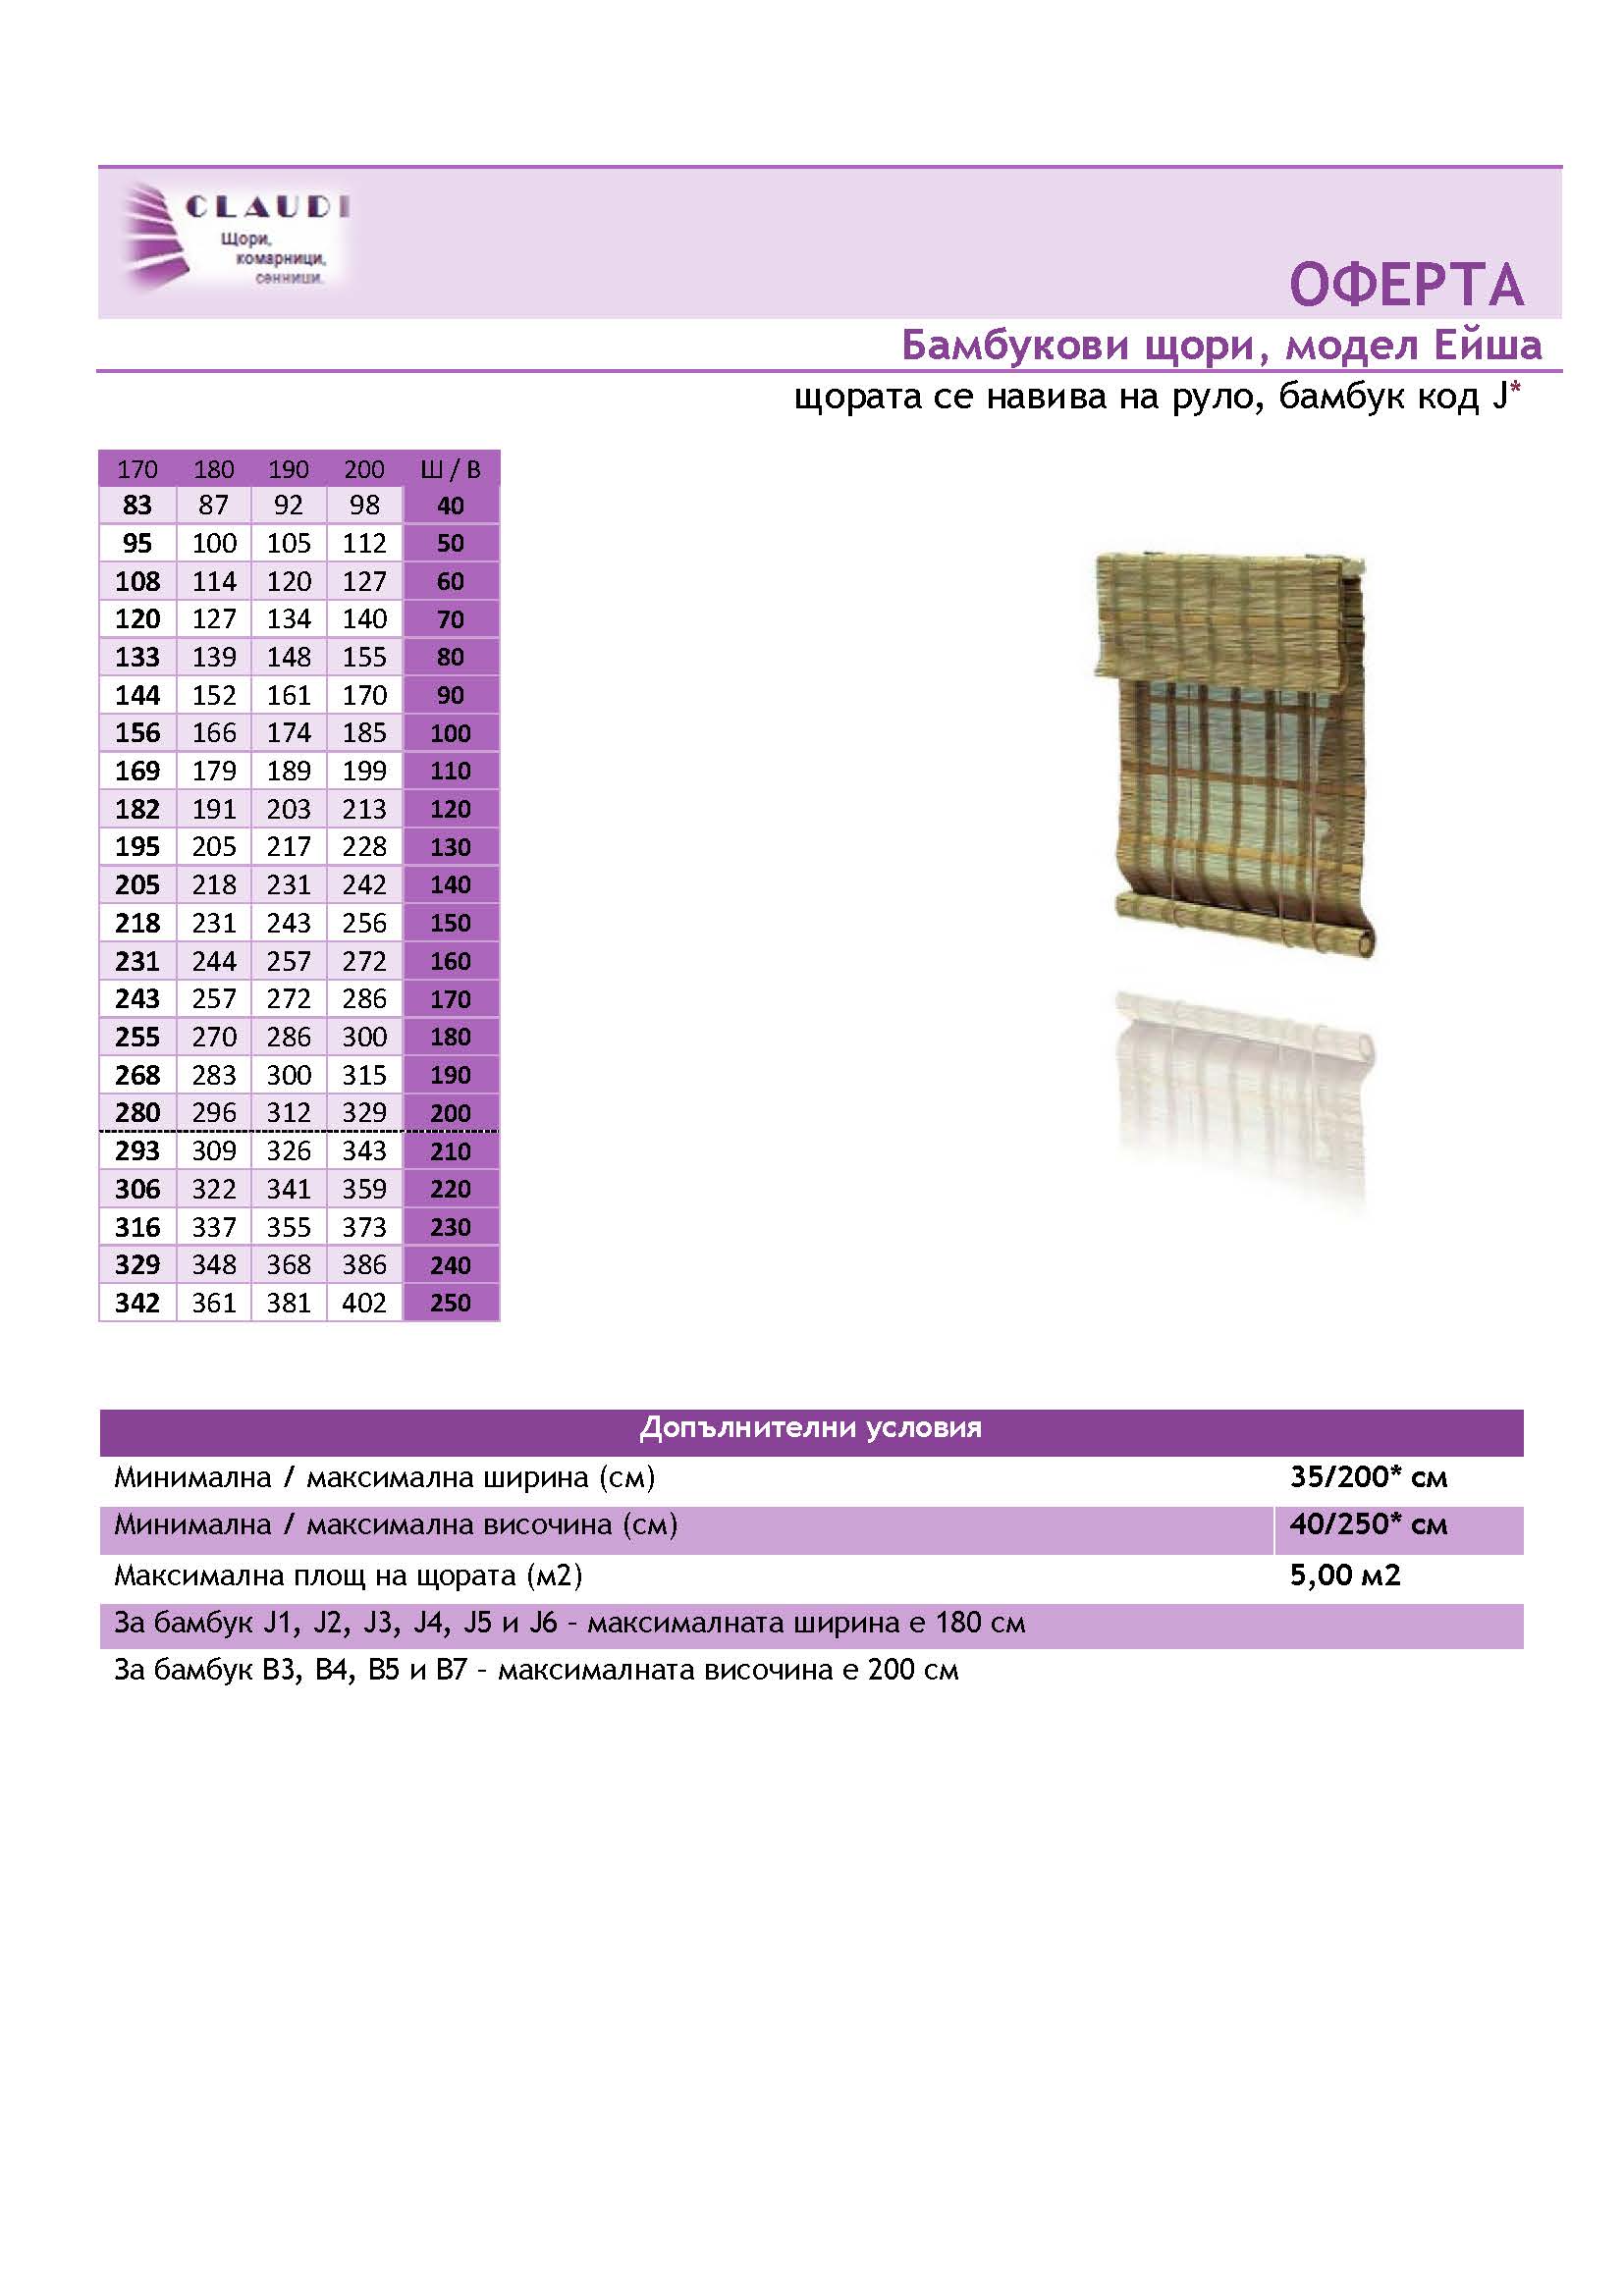 CLAUDI
Щори,
комарници,
сенници.
ОФЕРТА
Бамбукови щори, модел Ейша
щората се навива на руло, бамбук код J*
170 180 190 200 Ш / В
83 87 92 98 40
95 100 105 112 50
108 114 120 127 60
120 127 134 140 70
133 139 148 155 80
144 152 161 170 90
156 166 174 185 100
169 179 189 199 110
182 191 203 213 120
195 205 217 228 130
205 218 231 242 140
218 231 243 256 150
231 244 257 272 160
243 257 272 286 170
255 270 286 300 180
268 283 300 315 190
280 296 312 329 200
293 309 326 343 210
306 322 341 359 220
316 337 355 373 230
329 348 368 386 240
342 361 381 402 250
Допълнителни условия
Минимална / максимална ширина (см) 35/200* см
Минимална / максимална височина (см) 40/250* см
Максимална площ на щората (м2) 5,00 м2
За бамбук J1, J2, J3, J4, J5 и J6 - максималната ширина е 180 см
За бамбук B3, B4, B5 и B7 - максималната височина е 200 см